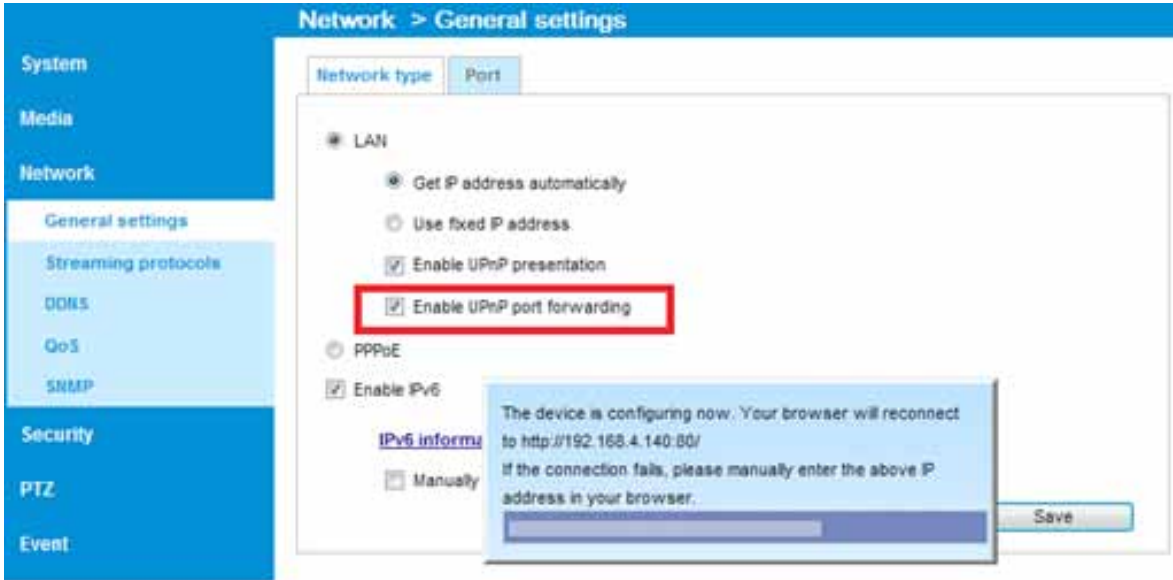 Network > General settings
System
Media
Network
General settings
Streaming protocols
DDNS
QoS
SNMP
Security
PTZ
Event
Network type
Port
LAN
Get IP address automatically
Use fixed IP address
Enable UPnP presentation
Enable UPnP port forwarding
PPPoE
Enable IPv6
IPv6 informa
Manually
The device is configuring now. Your browser will reconnect
to http://192.168.4.140:80/
If the connection fails, please manually enter the above IP
address in your browser.
Save